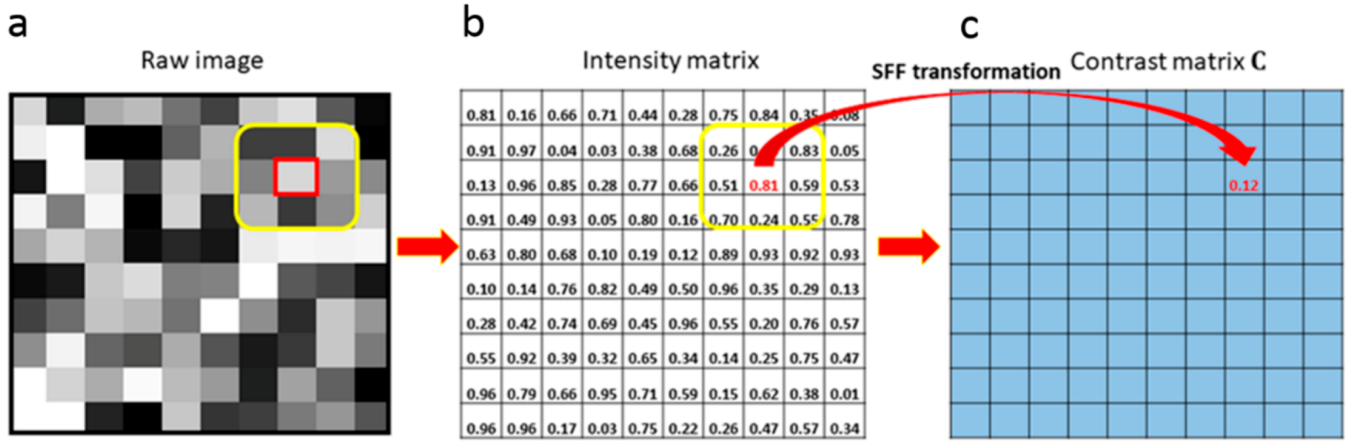 a
b
c
Raw image
Intensity matrix
SFF transformation
Contrast matrix C
0.81 0.16 0.66 0.71 0.44 0.28 0.75 0.84 0.35 0.08
0.91 0.97 0.04 0.03 0.38 0.68 0.26 0.83 0.05
0.13 0.96 0.85 0.28 0.77 0.66 0.51 0.81 0.59 0.53
0.12
0.91 0.49 0.93 0.05 0.80 0.16 0.70 0.24 0.55 0.78
0.63 0.80 0.68 0.10 0.19 0.12 0.89 0.93 0.92 0.93
0.10 0.14 0.76 0.82 0.49 0.50 0.96 0.35 0.29 0.13
0.28 0.42 0.74 0.69 0.45 0.96 0.55 0.20 0.76 0.57
0.55 0.92 0.39 0.32 0.65 0.34 0.14 0.25 0.75 0.47
0.96 0.79 0.66 0.95 0.71 0.59 0.15 0.62 0.38 0.01
0.96 0.96 0.17 0.03 0.75 0.22 0.26 0.47 0.57 0.34